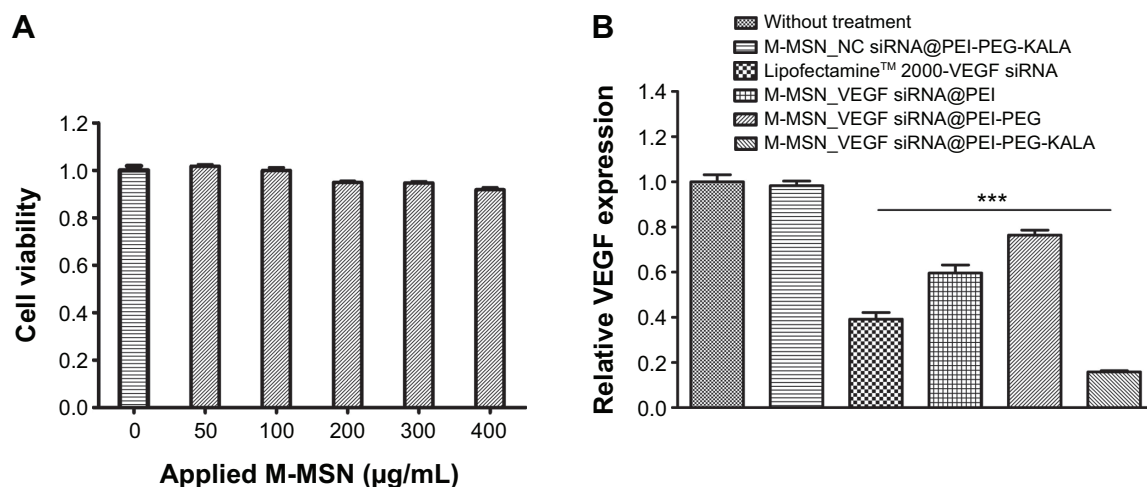 A
Cell viability
1.2
1.0
0.8
0.6
0.4
0.2
0.0
0 50 100 200 300 400
Applied M-MSN (µg/mL)
B
Without treatment
M-MSN_NC siRNA@PEI-PEG-KALA
Lipofectamine™ 2000-VEGF siRNA
M-MSN_VEGF siRNA@PEI
M-MSN_VEGF siRNA@PEI-PEG
M-MSN_VEGF siRNA@PEI-PEG-KALA
Relative VEGF expression
1.4
1.2
1.0
0.8
0.6
0.4
0.2
0.0
***